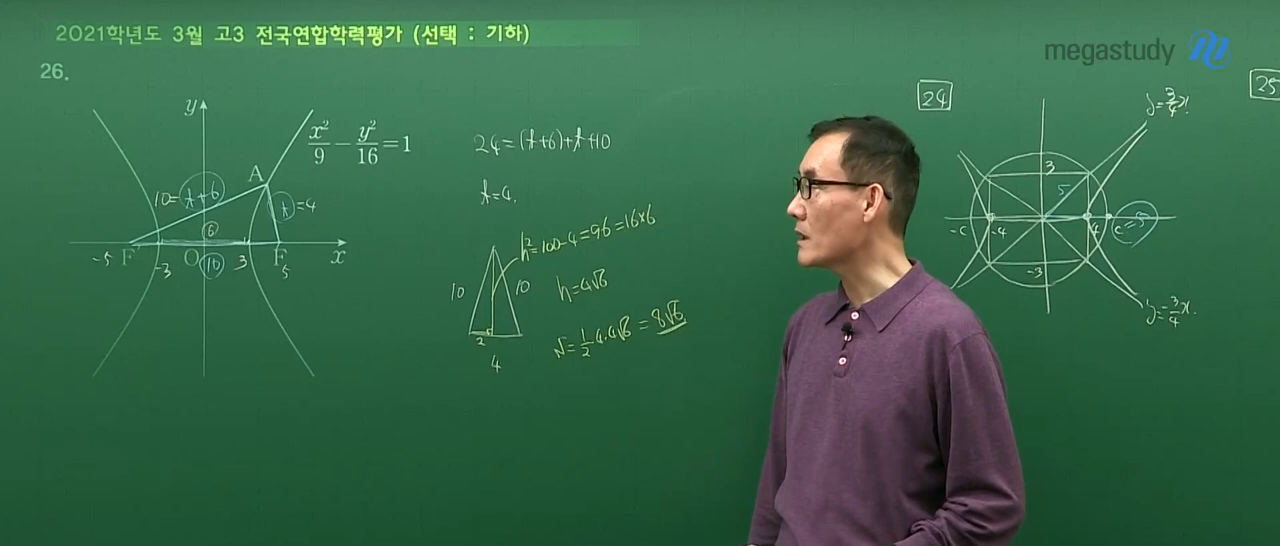 2021학년도 3월 고3 전국연합학력평가 (선택 : 기하)
megastudy
26.
y
x²/9 − y²/16 = 1
A
10=t+6
t=4
6
-5 F' -3 O 10 3 F 5 x
24=(t+6)+t+10
t=4.
h²=100-4=96=16×6
10 10
h=4√6
2
4
S=½·4·4√6=8√6
24
25
y=¾x.
3
5
-c -4 4 c=5
-3
y=-¾x.